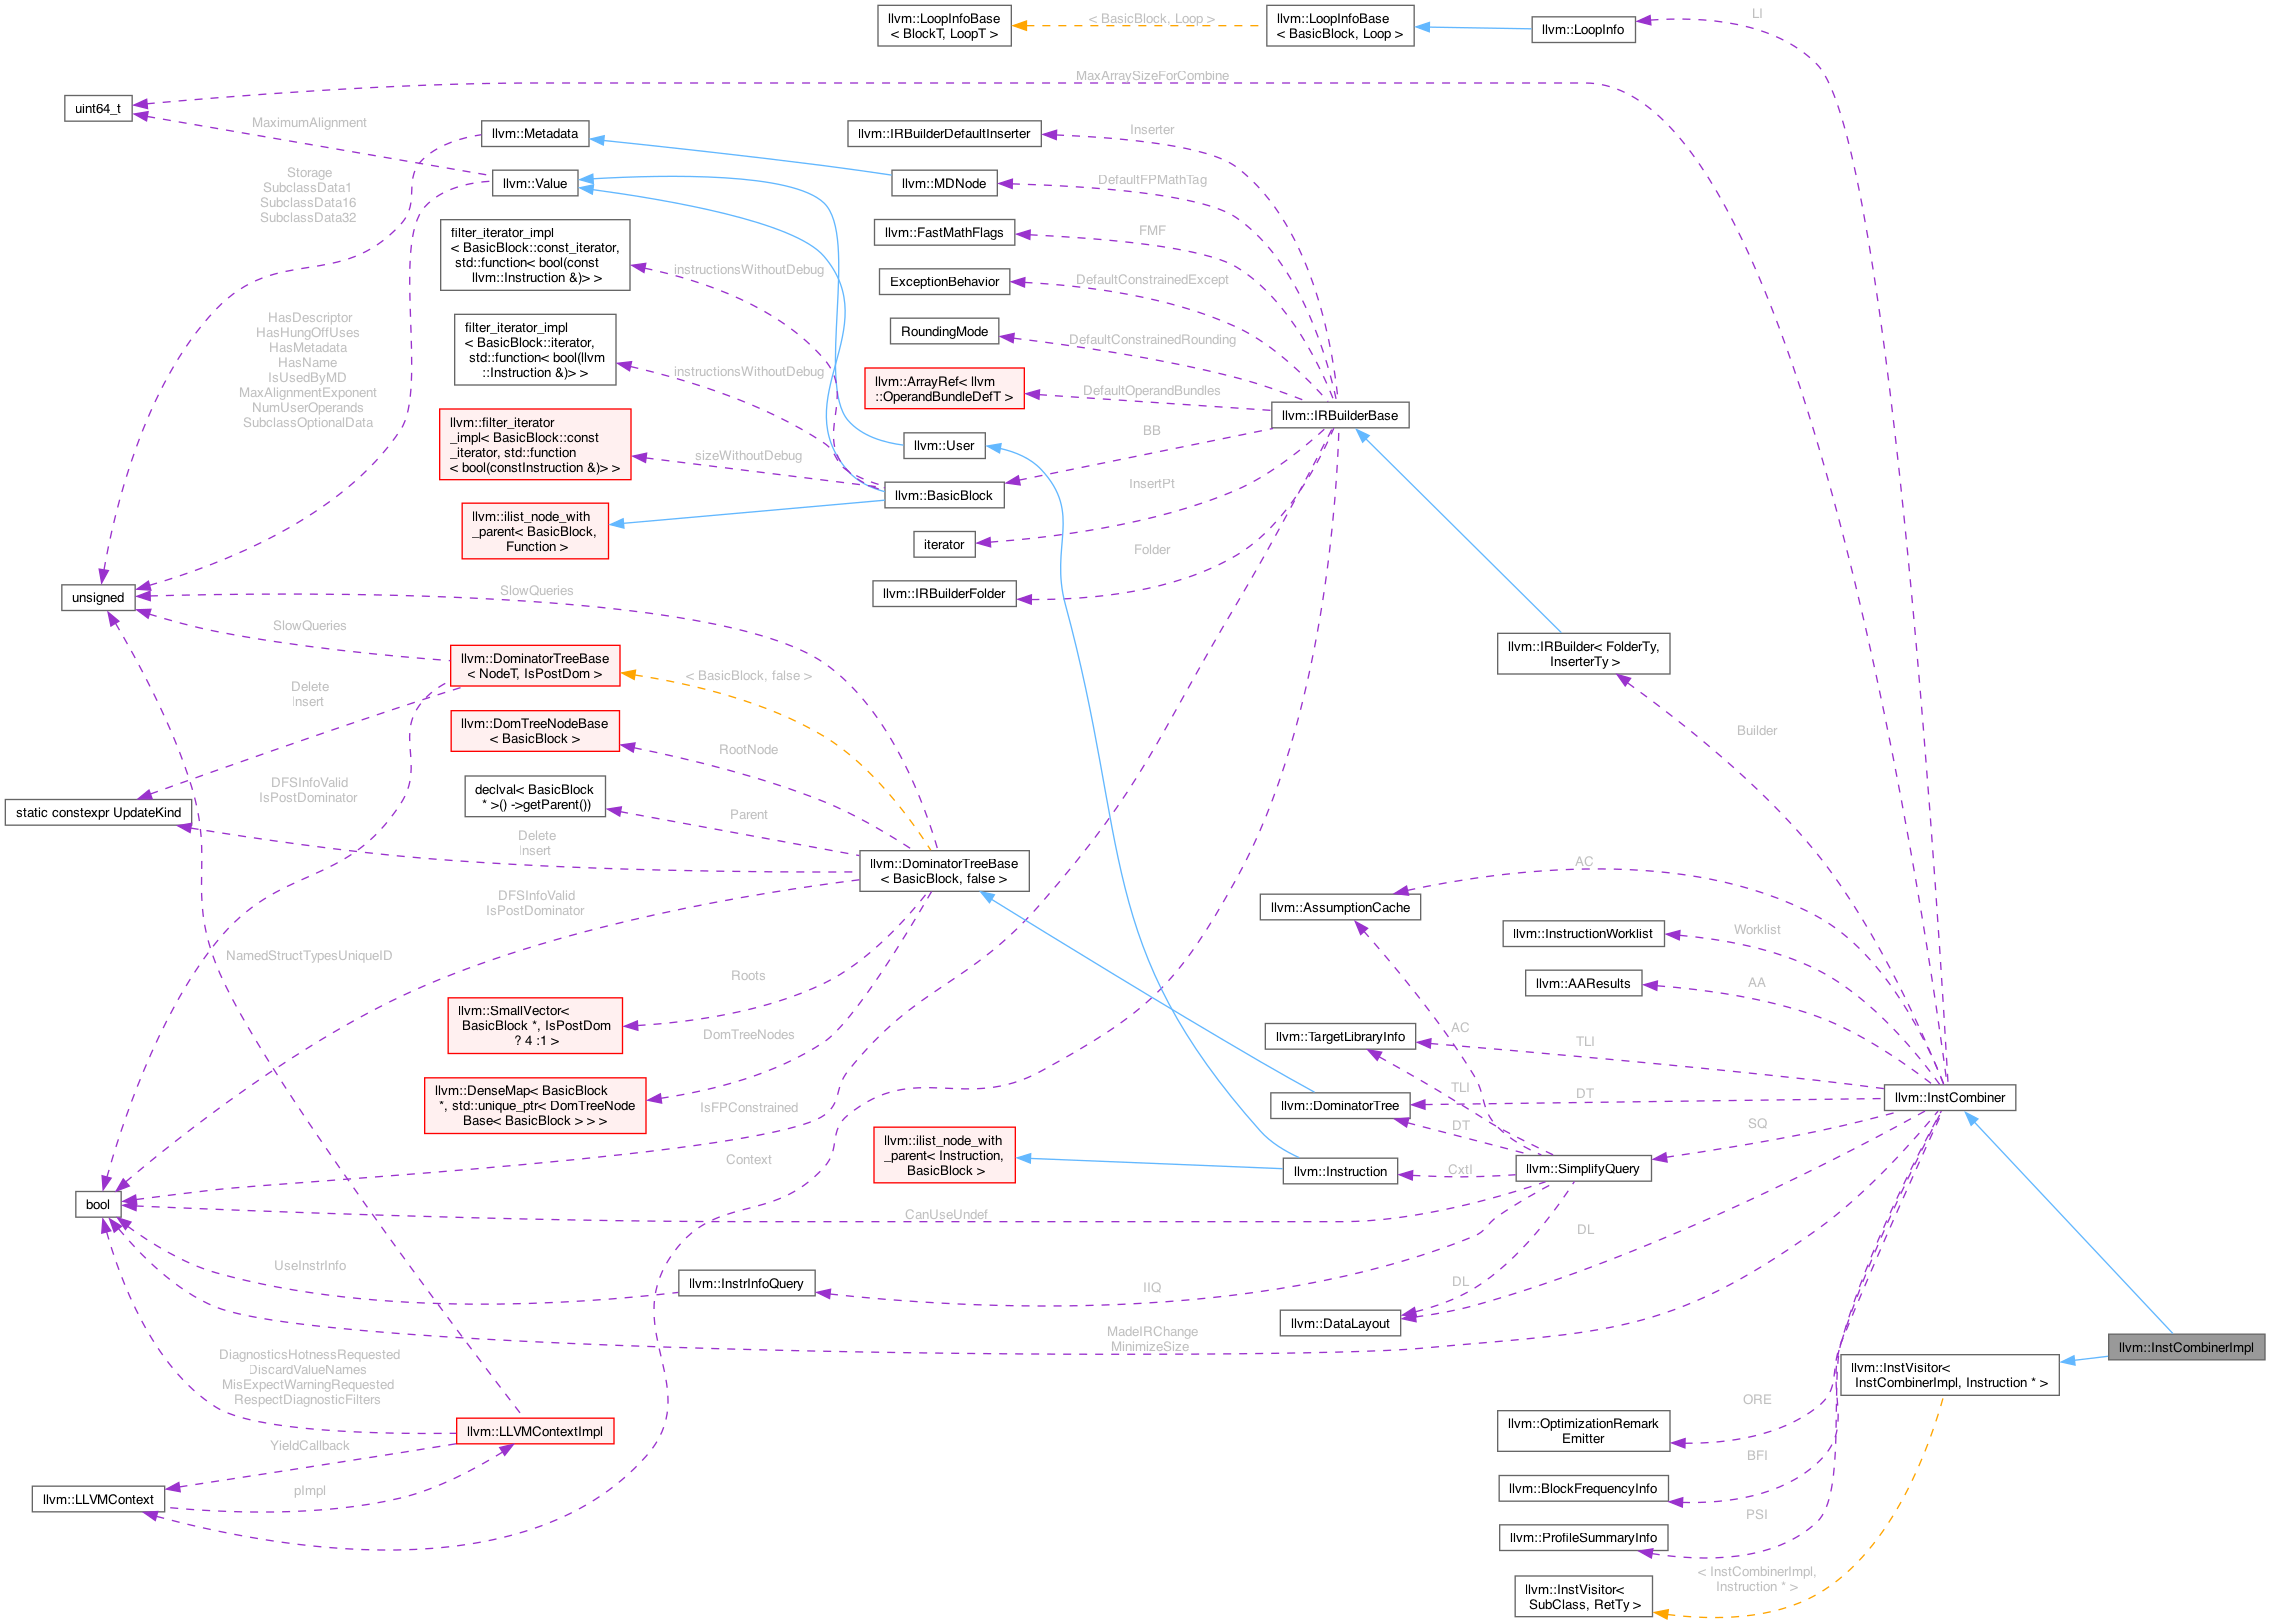 llvm::LoopInfoBase
< BlockT, LoopT >
< BasicBlock, Loop >
llvm::LoopInfoBase
< BasicBlock, Loop >
llvm::LoopInfo
LI
MaxArraySizeForCombine
uint64_t
MaximumAlignment
llvm::Metadata
llvm::IRBuilderDefaultInserter
Inserter
Storage
SubclassData1
SubclassData16
SubclassData32
llvm::Value
llvm::MDNode
DefaultFPMathTag
filter_iterator_impl
< BasicBlock::const_iterator,
std::function< bool(const
llvm::Instruction &)> >
instructionsWithoutDebug
llvm::FastMathFlags
FMF
ExceptionBehavior
DefaultConstrainedExcept
HasDescriptor
HasHungOffUses
HasMetadata
HasName
IsUsedByMD
MaxAlignmentExponent
NumUserOperands
SubclassOptionalData
filter_iterator_impl
< BasicBlock::iterator,
std::function< bool(llvm
::Instruction &)> >
instructionsWithoutDebug
RoundingMode
DefaultConstrainedRounding
llvm::ArrayRef< llvm
::OperandBundleDefT >
DefaultOperandBundles
llvm::IRBuilderBase
llvm::filter_iterator
_impl< BasicBlock::const
_iterator, std::function
< bool(constInstruction &)> >
sizeWithoutDebug
llvm::User
BB
llvm::BasicBlock
InsertPt
llvm::ilist_node_with
_parent< BasicBlock,
Function >
iterator
Folder
llvm::IRBuilderFolder
unsigned
SlowQueries
SlowQueries
llvm::DominatorTreeBase
< NodeT, IsPostDom >
< BasicBlock, false >
llvm::IRBuilder< FolderTy,
InserterTy >
Delete
Insert
llvm::DomTreeNodeBase
< BasicBlock >
RootNode
Builder
DFSInfoValid
IsPostDominator
declval< BasicBlock
* >() ->getParent())
Parent
static constexpr UpdateKind
Delete
Insert
llvm::DominatorTreeBase
< BasicBlock, false >
AC
DFSInfoValid
IsPostDominator
llvm::AssumptionCache
llvm::InstructionWorklist
Worklist
NamedStructTypesUniqueID
Roots
llvm::AAResults
AA
llvm::SmallVector<
BasicBlock *, IsPostDom
? 4 :1 >
DomTreeNodes
llvm::TargetLibraryInfo
AC
TLI
llvm::DenseMap< BasicBlock
*, std::unique_ptr< DomTreeNode
Base< BasicBlock > > >
IsFPConstrained
TLI
DT
llvm::DominatorTree
llvm::InstCombiner
DT
SQ
llvm::ilist_node_with
_parent< Instruction,
BasicBlock >
Context
llvm::Instruction
CxtI
llvm::SimplifyQuery
bool
CanUseUndef
DL
UseInstrInfo
llvm::InstrInfoQuery
IIQ
DL
llvm::DataLayout
MadeIRChange
MinimizeSize
llvm::InstCombinerImpl
DiagnosticsHotnessRequested
DiscardValueNames
MisExpectWarningRequested
RespectDiagnosticFilters
llvm::InstVisitor<
InstCombinerImpl, Instruction * >
ORE
llvm::OptimizationRemark
Emitter
llvm::LLVMContextImpl
YieldCallback
BFI
llvm::BlockFrequencyInfo
pImpl
llvm::LLVMContext
PSI
llvm::ProfileSummaryInfo
< InstCombinerImpl,
Instruction * >
llvm::InstVisitor<
SubClass, RetTy >